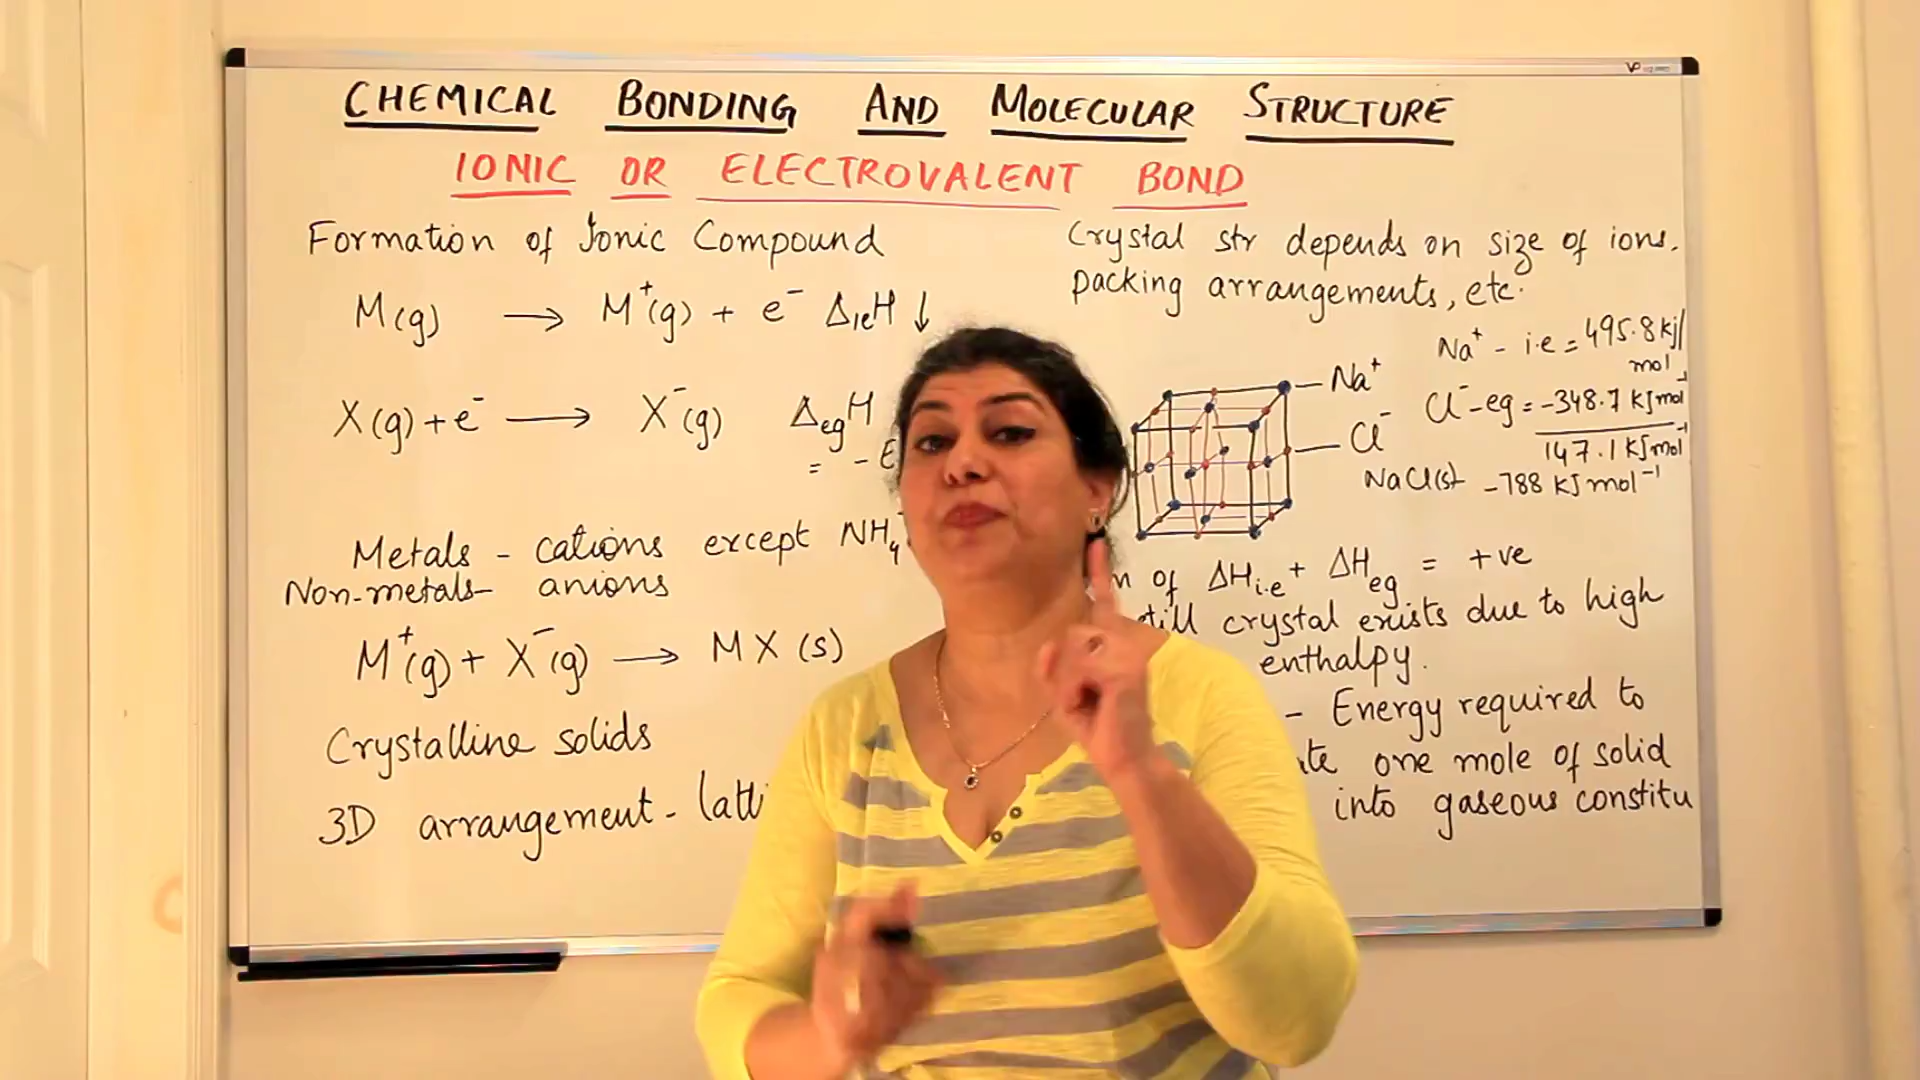 CHEMICAL BONDING AND MOLECULAR STRUCTURE
IONIC OR ELECTROVALENT BOND
Formation of Ionic Compound
M(g) → M⁺(g) + e⁻ ΔieH ↓
X(g) + e⁻ → X⁻(g) ΔegH
= - E
Metals - cations except NH₄
Non-metals - anions
M⁺(g) + X⁻(g) → MX (s)
Crystalline solids
3D arrangement -
Crystal str depends on size of ions,
packing arrangements, etc.
Na⁺ - i.e = 495.8 kj/
mol
Na⁺
Cl⁻ - eg = -348.7 KJ mol⁻¹
Cl⁻
147.1 KJ mol⁻¹
NaCl(s) -788 KJ mol⁻¹
of ΔHi.e + ΔHeg = +ve
still crystal exists due to high
enthalpy.
- Energy required to
one mole of solid
into gaseous